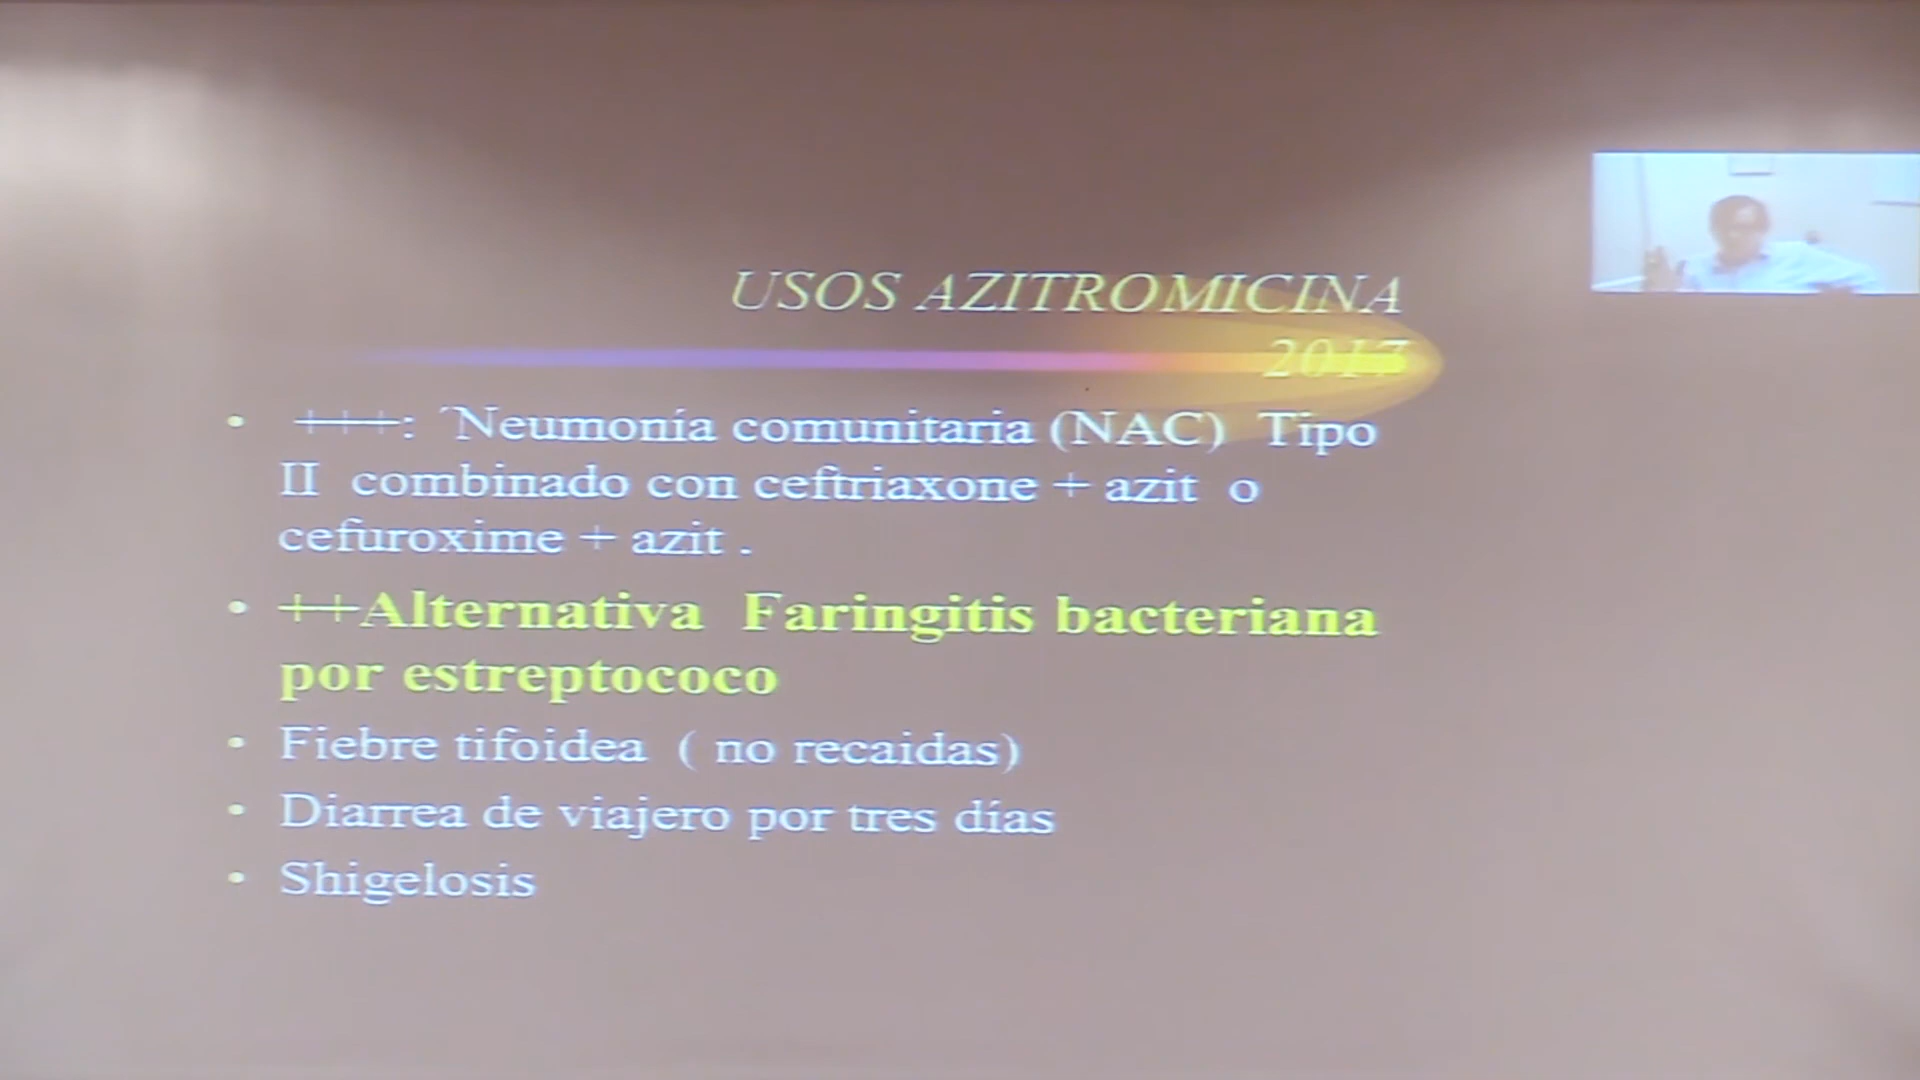 USOS AZITROMICINA
2017
• +++: ´Neumonía comunitaria (NAC) Tipo
II combinado con ceftriaxone + azit o
cefuroxime + azit .
• ++Alternativa Faringitis bacteriana
por estreptococo
• Fiebre tifoidea ( no recaidas)
• Diarrea de viajero por tres días
• Shigelosis